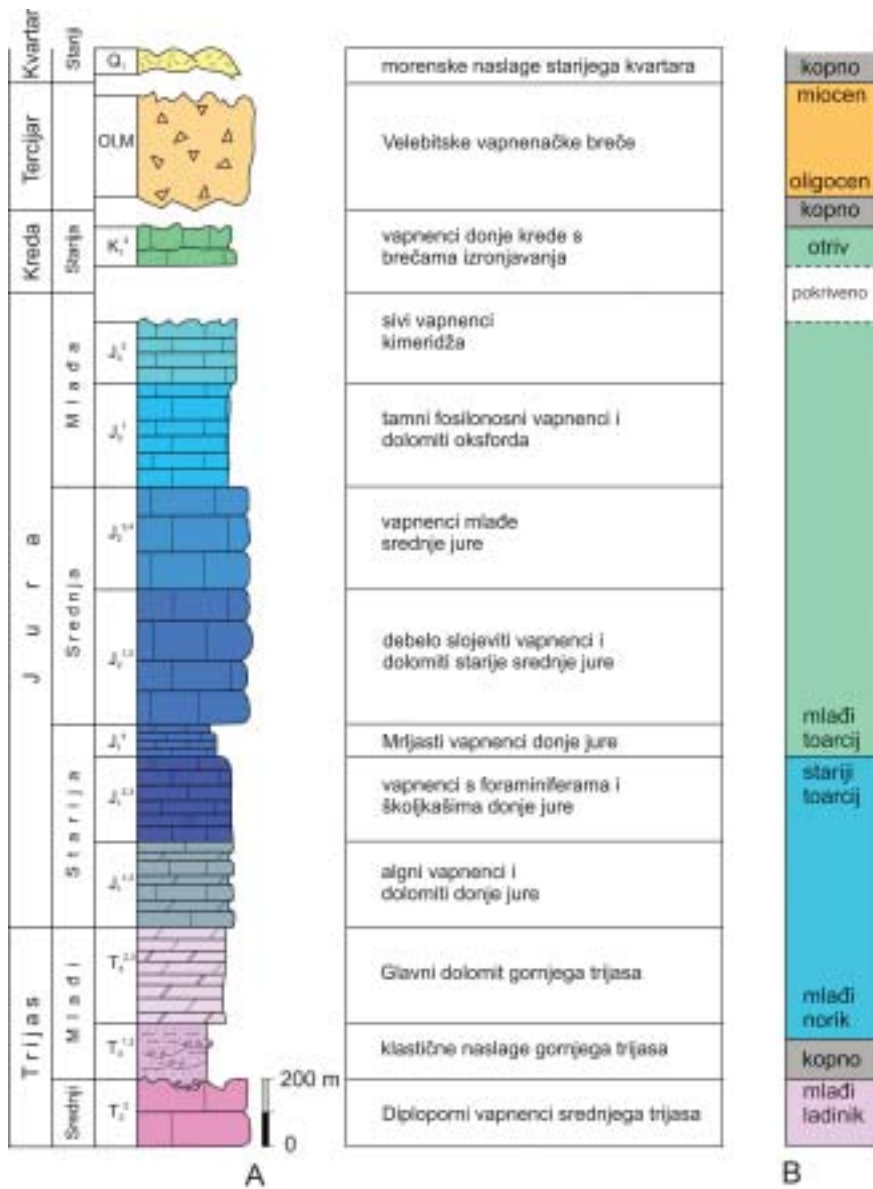 Kvartar
Stariji
Q₁
morenske naslage starijega kvartara
kopno
Tercijar
OLM
Velebitske vapnenačke breče
miocen
oligocen
kopno
Kreda
Starija
vapnenci donje krede s
brečama izronjavanja
otriv
pokriveno
Jura
Mlađa
sivi vapnenci
kimeridža
tamni fosilonosni vapnenci i
dolomiti oksforda
Srednja
vapnenci mlađe
srednje jure
debelo slojeviti vapnenci i
dolomiti starije srednje jure
mlađi
toarcij
Starija
Mrljasti vapnenci donje jure
vapnenci s foraminiferama i
školjkašima donje jure
stariji
toarcij
algni vapnenci i
dolomiti donje jure
Trijas
Mlađi
Glavni dolomit gornjega trijasa
mlađi
norik
klastične naslage gornjega trijasa
kopno
Srednji
Diploporni vapnenci srednjega trijasa
mlađi
ladinik
200 m
0
A
B